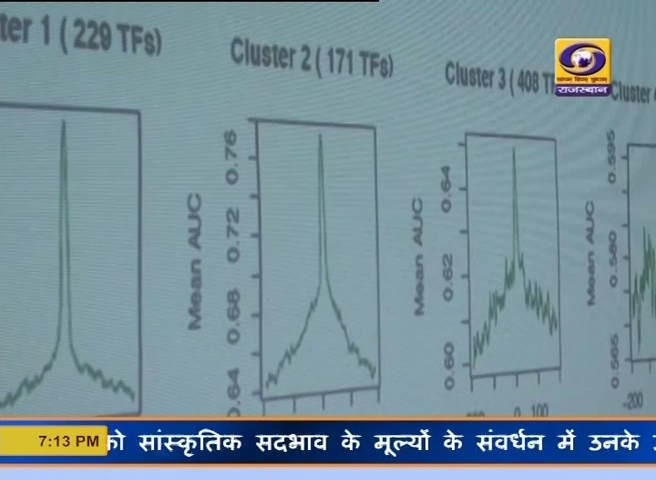 ter 1 ( 229 TFs)
Cluster 2 ( 171 TFs)
Cluster 3 ( 408 TF
Cluster
राजस्थान
Mean AUC
0.76
0.72
0.68
0.64
Mean AUC
0.64
0.62
0.60
0 100
Mean AUC
0.595
0.580
0.565
-200
7:13 PM
को सांस्कृतिक सदभाव के मूल्यों के संवर्धन में उनके